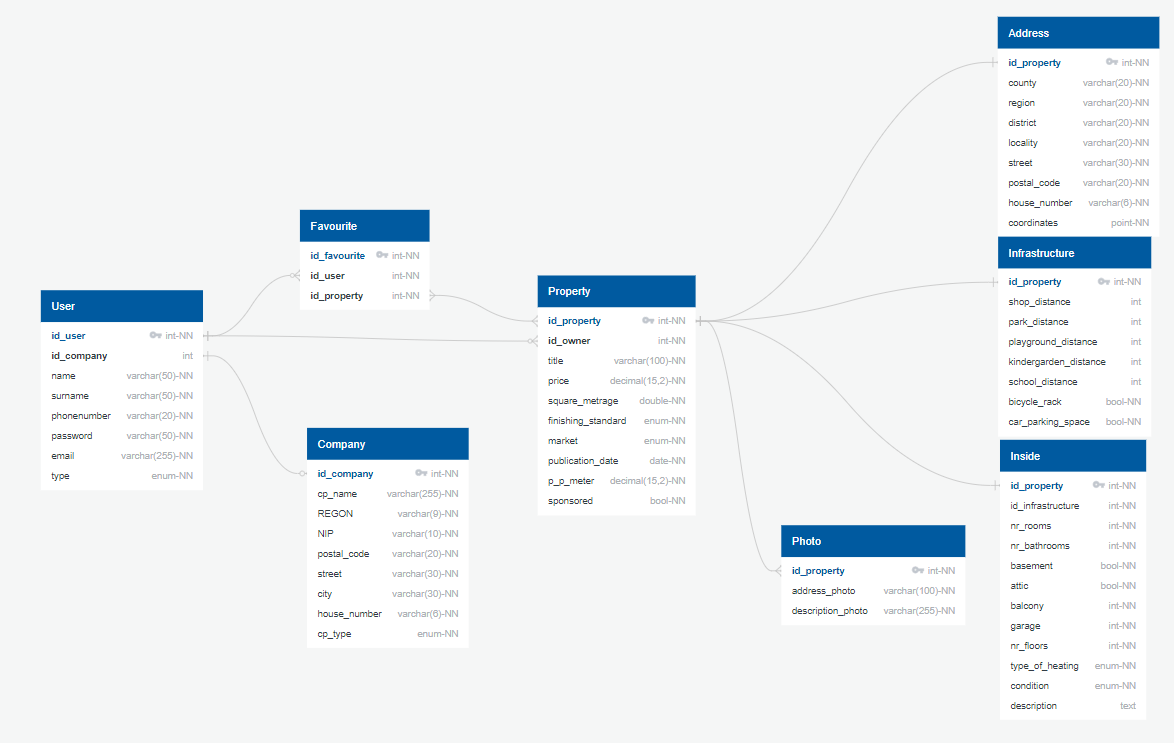 Address
id_property int-NN
county varchar(20)-NN
region varchar(20)-NN
district varchar(20)-NN
locality varchar(20)-NN
street varchar(30)-NN
postal_code varchar(20)-NN
house_number varchar(6)-NN
coordinates point-NN
Favourite
id_favourite int-NN
id_user int-NN
id_property int-NN
Infrastructure
id_property int-NN
shop_distance int
park_distance int
playground_distance int
kindergarden_distance int
school_distance int
bicycle_rack bool-NN
car_parking_space bool-NN
User
id_user int-NN
id_company int
name varchar(50)-NN
surname varchar(50)-NN
phonenumber varchar(20)-NN
password varchar(50)-NN
email varchar(255)-NN
type enum-NN
Property
id_property int-NN
id_owner int-NN
title varchar(100)-NN
price decimal(15,2)-NN
square_metrage double-NN
finishing_standard enum-NN
market enum-NN
publication_date date-NN
p_p_meter decimal(15,2)-NN
sponsored bool-NN
Company
id_company int-NN
cp_name varchar(255)-NN
REGON varchar(9)-NN
NIP varchar(10)-NN
postal_code varchar(20)-NN
street varchar(30)-NN
city varchar(30)-NN
house_number varchar(6)-NN
cp_type enum-NN
Inside
id_property int-NN
id_infrastructure int-NN
nr_rooms int-NN
nr_bathrooms int-NN
basement bool-NN
attic bool-NN
balcony int-NN
garage int-NN
nr_floors int-NN
type_of_heating enum-NN
condition enum-NN
description text
Photo
id_property int-NN
address_photo varchar(100)-NN
description_photo varchar(255)-NN